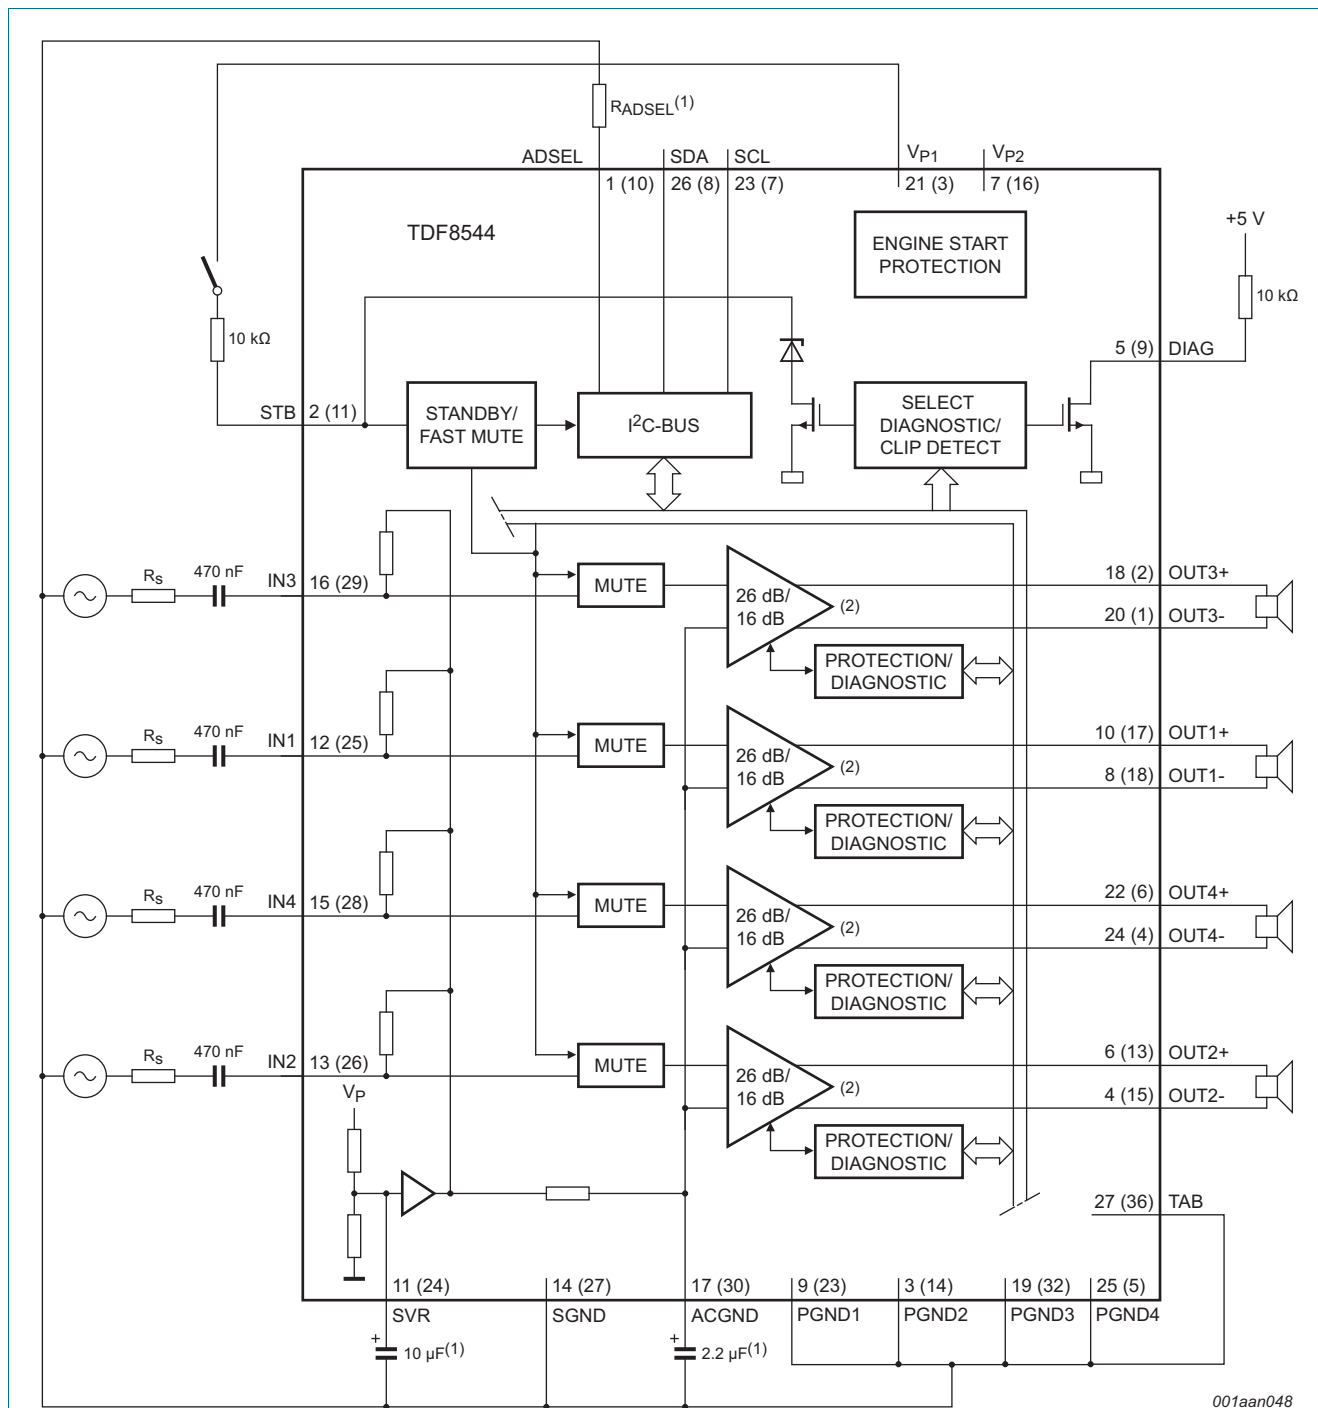 RADSEL(1)
ADSEL
SDA
SCL
VP1
VP2
1 (10)
26 (8)
23 (7)
21 (3)
7 (16)
TDF8544
ENGINE START
PROTECTION
+5 V
10 kΩ
10 kΩ
5 (9)
DIAG
STB
2 (11)
STANDBY/
FAST MUTE
I2C-BUS
SELECT
DIAGNOSTIC/
CLIP DETECT
Rs
470 nF
IN3
16 (29)
MUTE
26 dB/
16 dB
(2)
18 (2)
OUT3+
20 (1)
OUT3-
PROTECTION/
DIAGNOSTIC
Rs
470 nF
IN1
12 (25)
MUTE
26 dB/
16 dB
(2)
10 (17)
OUT1+
8 (18)
OUT1-
PROTECTION/
DIAGNOSTIC
Rs
470 nF
IN4
15 (28)
MUTE
26 dB/
16 dB
(2)
22 (6)
OUT4+
24 (4)
OUT4-
PROTECTION/
DIAGNOSTIC
Rs
470 nF
IN2
13 (26)
MUTE
26 dB/
16 dB
(2)
6 (13)
OUT2+
4 (15)
OUT2-
PROTECTION/
DIAGNOSTIC
VP
27 (36)
TAB
11 (24)
14 (27)
17 (30)
9 (23)
3 (14)
19 (32)
25 (5)
SVR
SGND
ACGND
PGND1
PGND2
PGND3
PGND4
+
10 µF(1)
+
2.2 µF(1)
001aan048